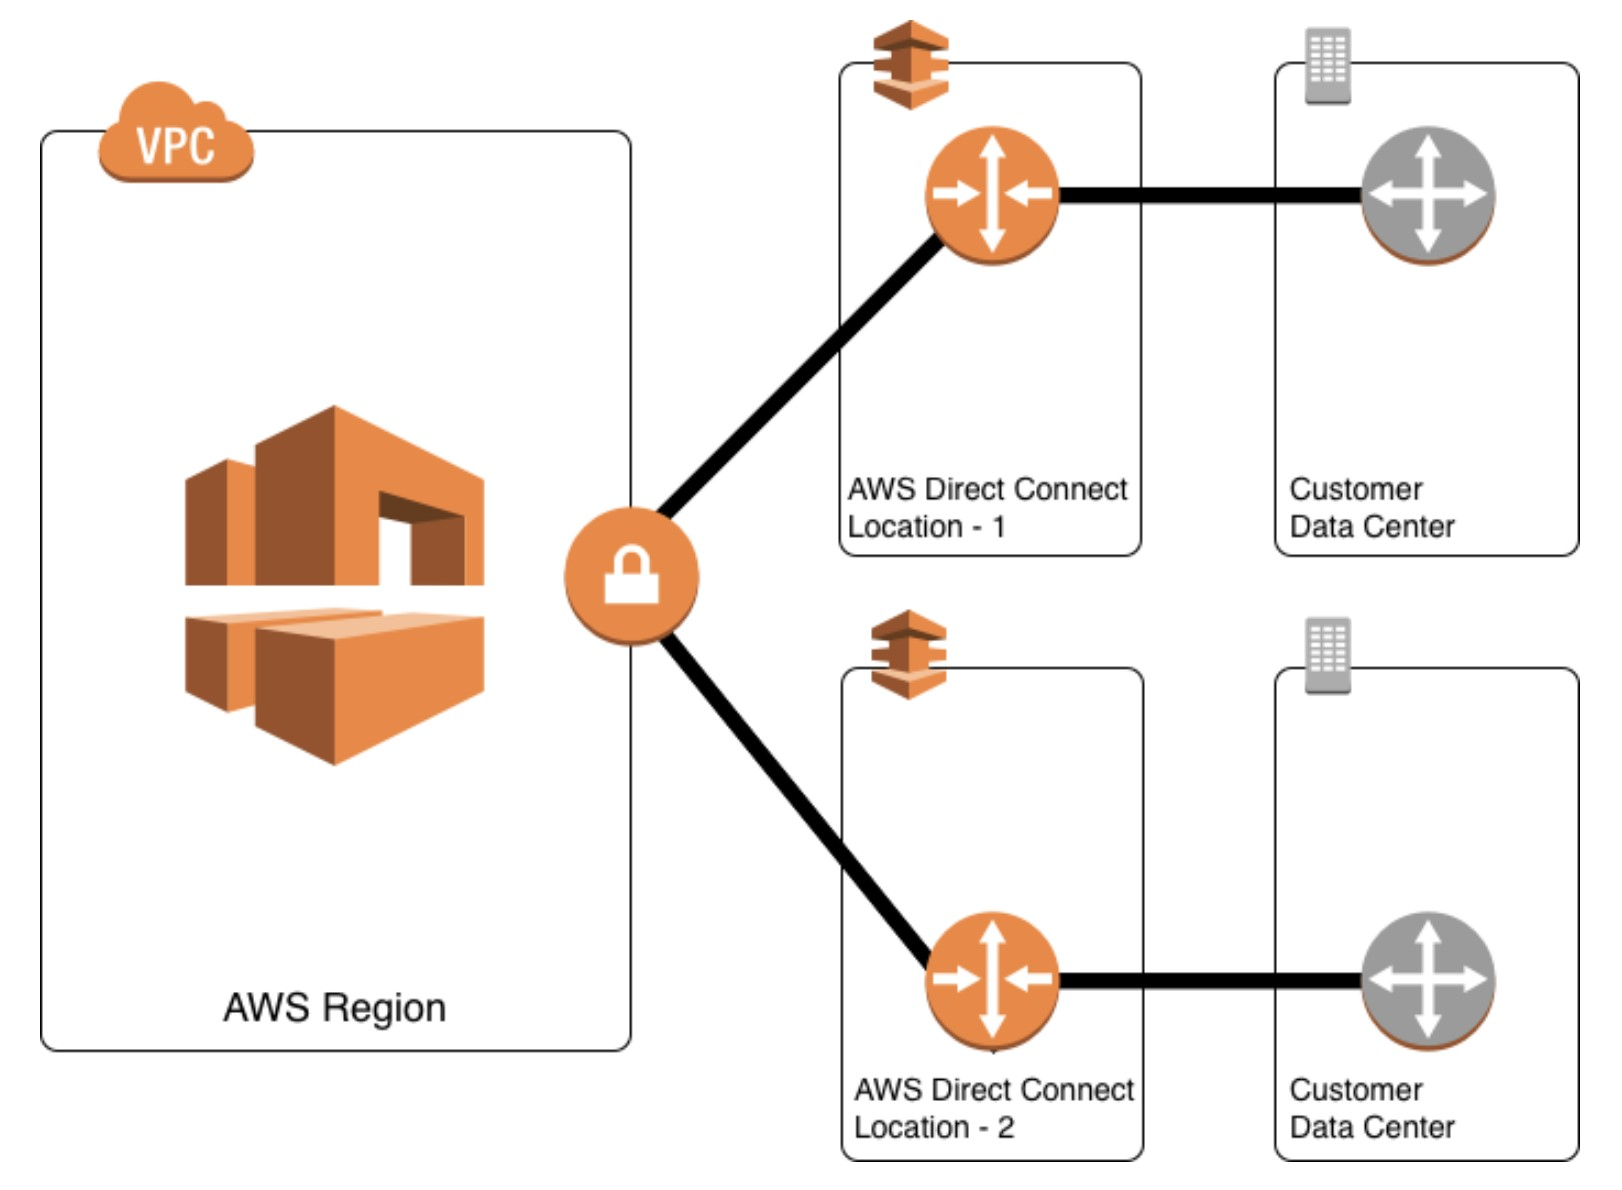 VPC
AWS Region
AWS Direct Connect
Location - 1
Customer
Data Center
AWS Direct Connect
Location - 2
Customer
Data Center